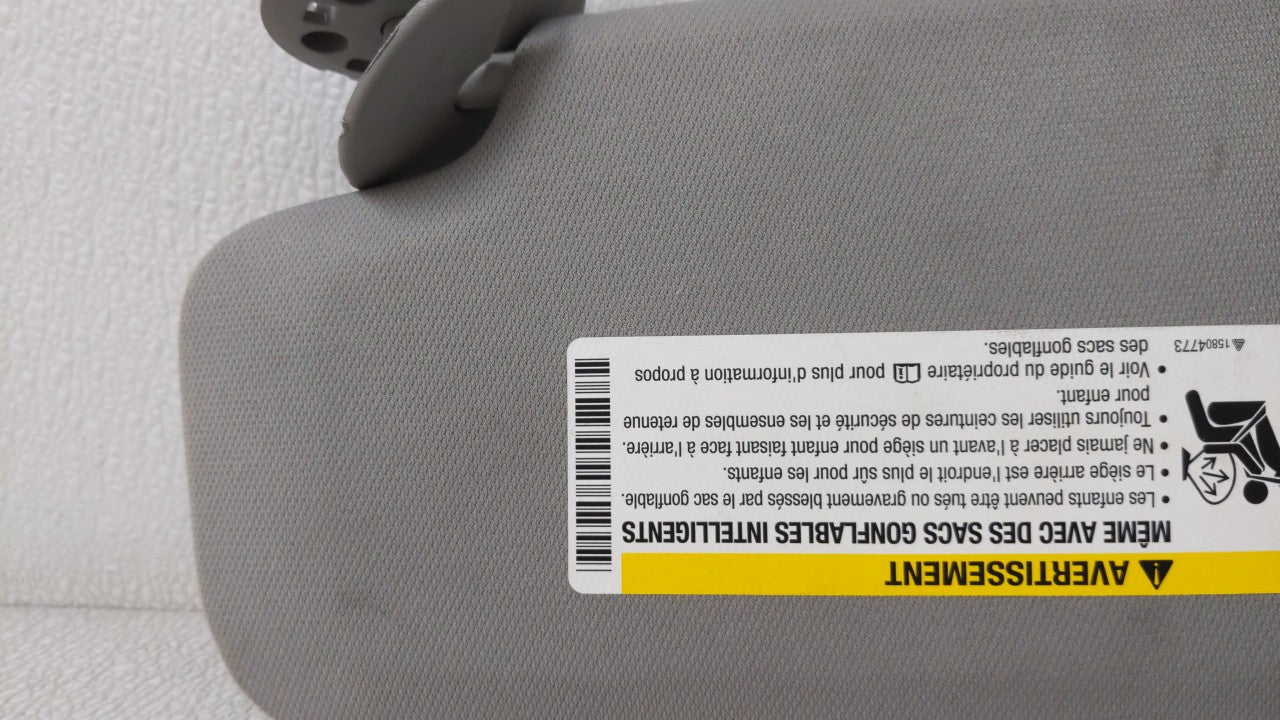 AVERTISSEMENT
MÊME AVEC DES SACS GONFLABLES INTELLIGENTS
• Les enfants peuvent être tués ou gravement blessés par le sac gonflable.
• Le siège arrière est l'endroit le plus sûr pour les enfants.
• Ne jamais placer à l'avant un siège pour enfant faisant face à l'arrière.
• Toujours utiliser les ceintures de sécurité et les ensembles de retenue
pour enfant.
• Voir le guide du propriétaire pour plus d'information à propos
des sacs gonflables.
15804773